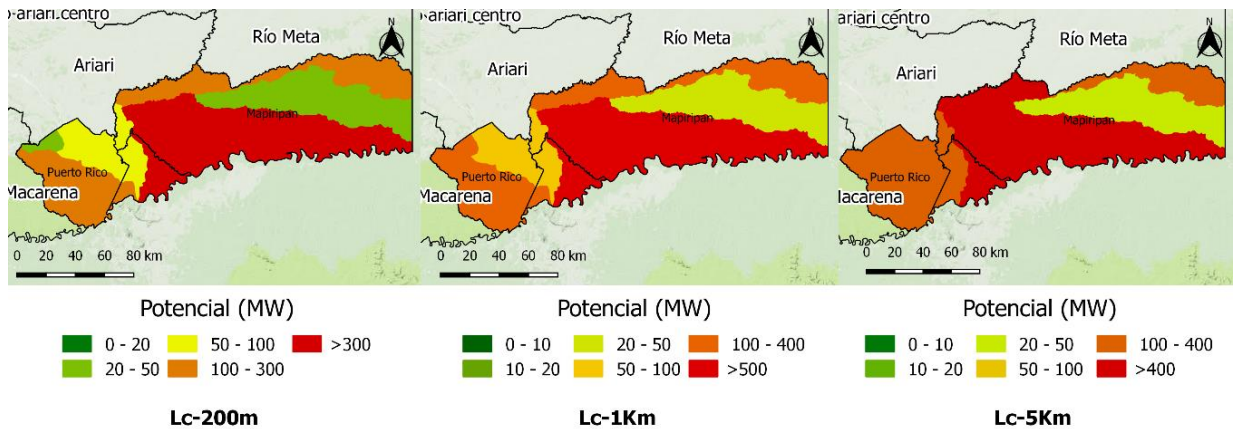 o-ariari centro
Río Meta
Ariari
Mapiripan
Puerto Rico
Macarena
N
0 20 40 60 80 km
Potencial (MW)
0 - 20 50 - 100 >300
20 - 50 100 - 300
Lc-200m
o-ariari centro
Río Meta
Ariari
Mapiripan
Puerto Rico
Macarena
N
0 20 40 60 80 km
Potencial (MW)
0 - 10 20 - 50 100 - 400
10 - 20 50 - 100 >500
Lc-1Km
o-ariari centro
Río Meta
Ariari
Mapiripan
Puerto Rico
Macarena
N
0 20 40 60 80 km
Potencial (MW)
0 - 10 20 - 50 100 - 400
10 - 20 50 - 100 >400
Lc-5Km